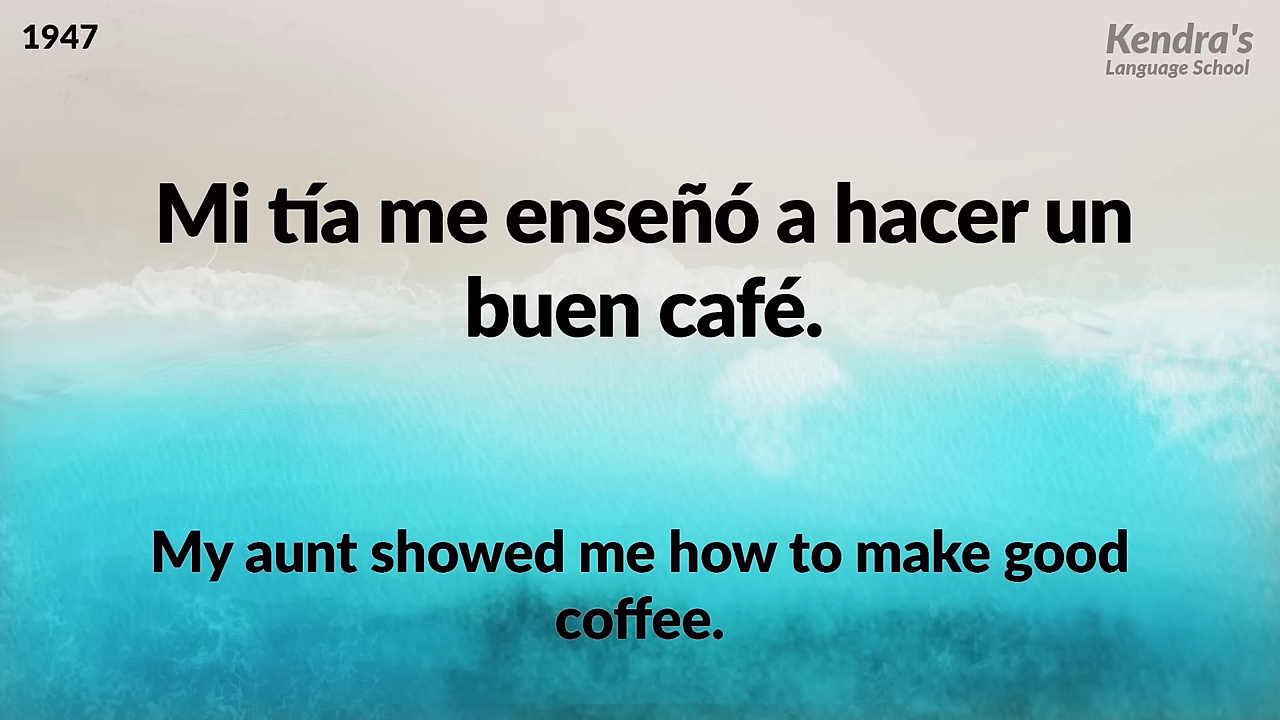 1947
Kendra's
Language School
Mi tía me enseñó a hacer un
buen café.
My aunt showed me how to make good
coffee.